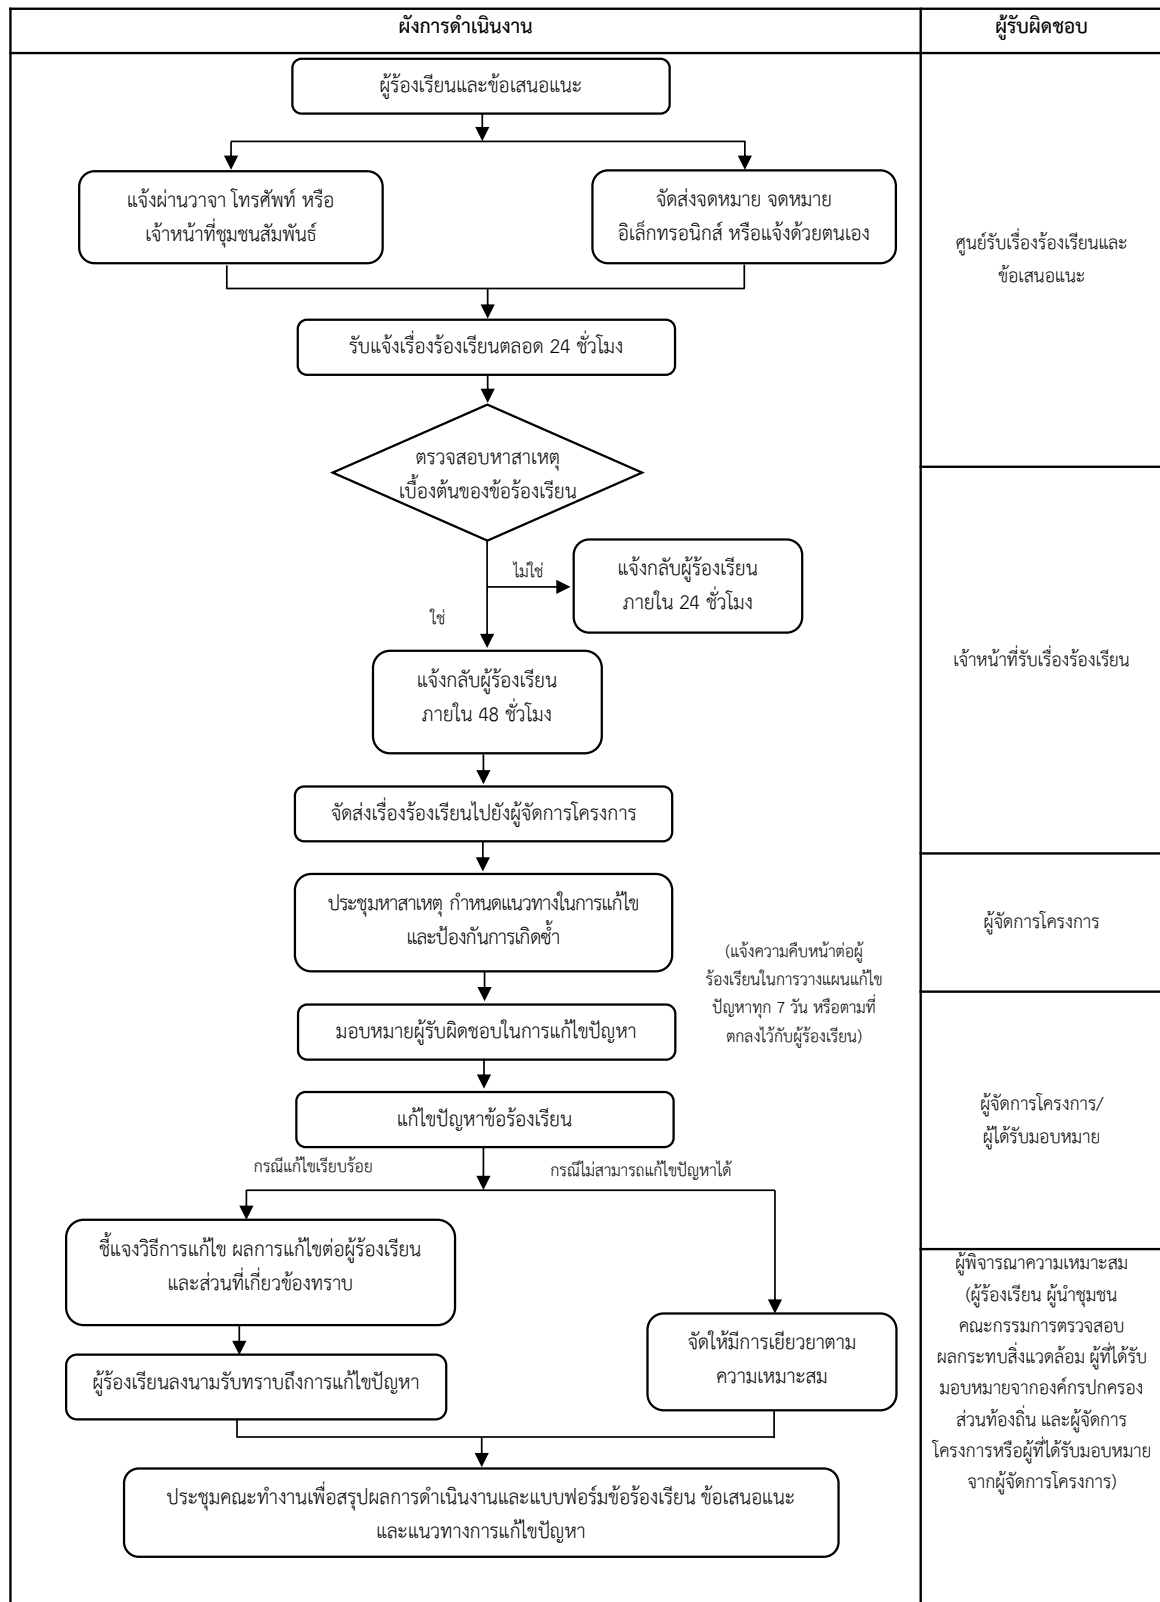 ผังการดำเนินงาน
ผู้รับผิดชอบ
ผู้ร้องเรียนและข้อเสนอแนะ
แจ้งผ่านวาจา โทรศัพท์ หรือ
เจ้าหน้าที่ชุมชนสัมพันธ์
จัดส่งจดหมาย จดหมาย
อิเล็กทรอนิกส์ หรือแจ้งด้วยตนเอง
ศูนย์รับเรื่องร้องเรียนและ
ข้อเสนอแนะ
รับแจ้งเรื่องร้องเรียนตลอด 24 ชั่วโมง
ตรวจสอบหาสาเหตุ
เบื้องต้นของข้อร้องเรียน
ไม่ใช่
แจ้งกลับผู้ร้องเรียน
ภายใน 24 ชั่วโมง
ใช่
แจ้งกลับผู้ร้องเรียน
ภายใน 48 ชั่วโมง
เจ้าหน้าที่รับเรื่องร้องเรียน
จัดส่งเรื่องร้องเรียนไปยังผู้จัดการโครงการ
ประชุมหาสาเหตุ กำหนดแนวทางในการแก้ไข
และป้องกันการเกิดซ้ำ
ผู้จัดการโครงการ
(แจ้งความคืบหน้าต่อผู้
ร้องเรียนในการวางแผนแก้ไข
ปัญหาทุก 7 วัน หรือตามที่
ตกลงไว้กับผู้ร้องเรียน)
มอบหมายผู้รับผิดชอบในการแก้ไขปัญหา
แก้ไขปัญหาข้อร้องเรียน
ผู้จัดการโครงการ/
ผู้ได้รับมอบหมาย
กรณีแก้ไขเรียบร้อย
กรณีไม่สามารถแก้ไขปัญหาได้
ชี้แจงวิธีการแก้ไข ผลการแก้ไขต่อผู้ร้องเรียน
และส่วนที่เกี่ยวข้องทราบ
ผู้ร้องเรียนลงนามรับทราบถึงการแก้ไขปัญหา
จัดให้มีการเยียวยาตาม
ความเหมาะสม
ผู้พิจารณาความเหมาะสม
(ผู้ร้องเรียน ผู้นำชุมชน
คณะกรรมการตรวจสอบ
ผลกระทบสิ่งแวดล้อม ผู้ที่ได้รับ
มอบหมายจากองค์กรปกครอง
ส่วนท้องถิ่น และผู้จัดการ
โครงการหรือผู้ที่ได้รับมอบหมาย
จากผู้จัดการโครงการ)
ประชุมคณะทำงานเพื่อสรุปผลการดำเนินงานและแบบฟอร์มข้อร้องเรียน ข้อเสนอแนะ
และแนวทางการแก้ไขปัญหา